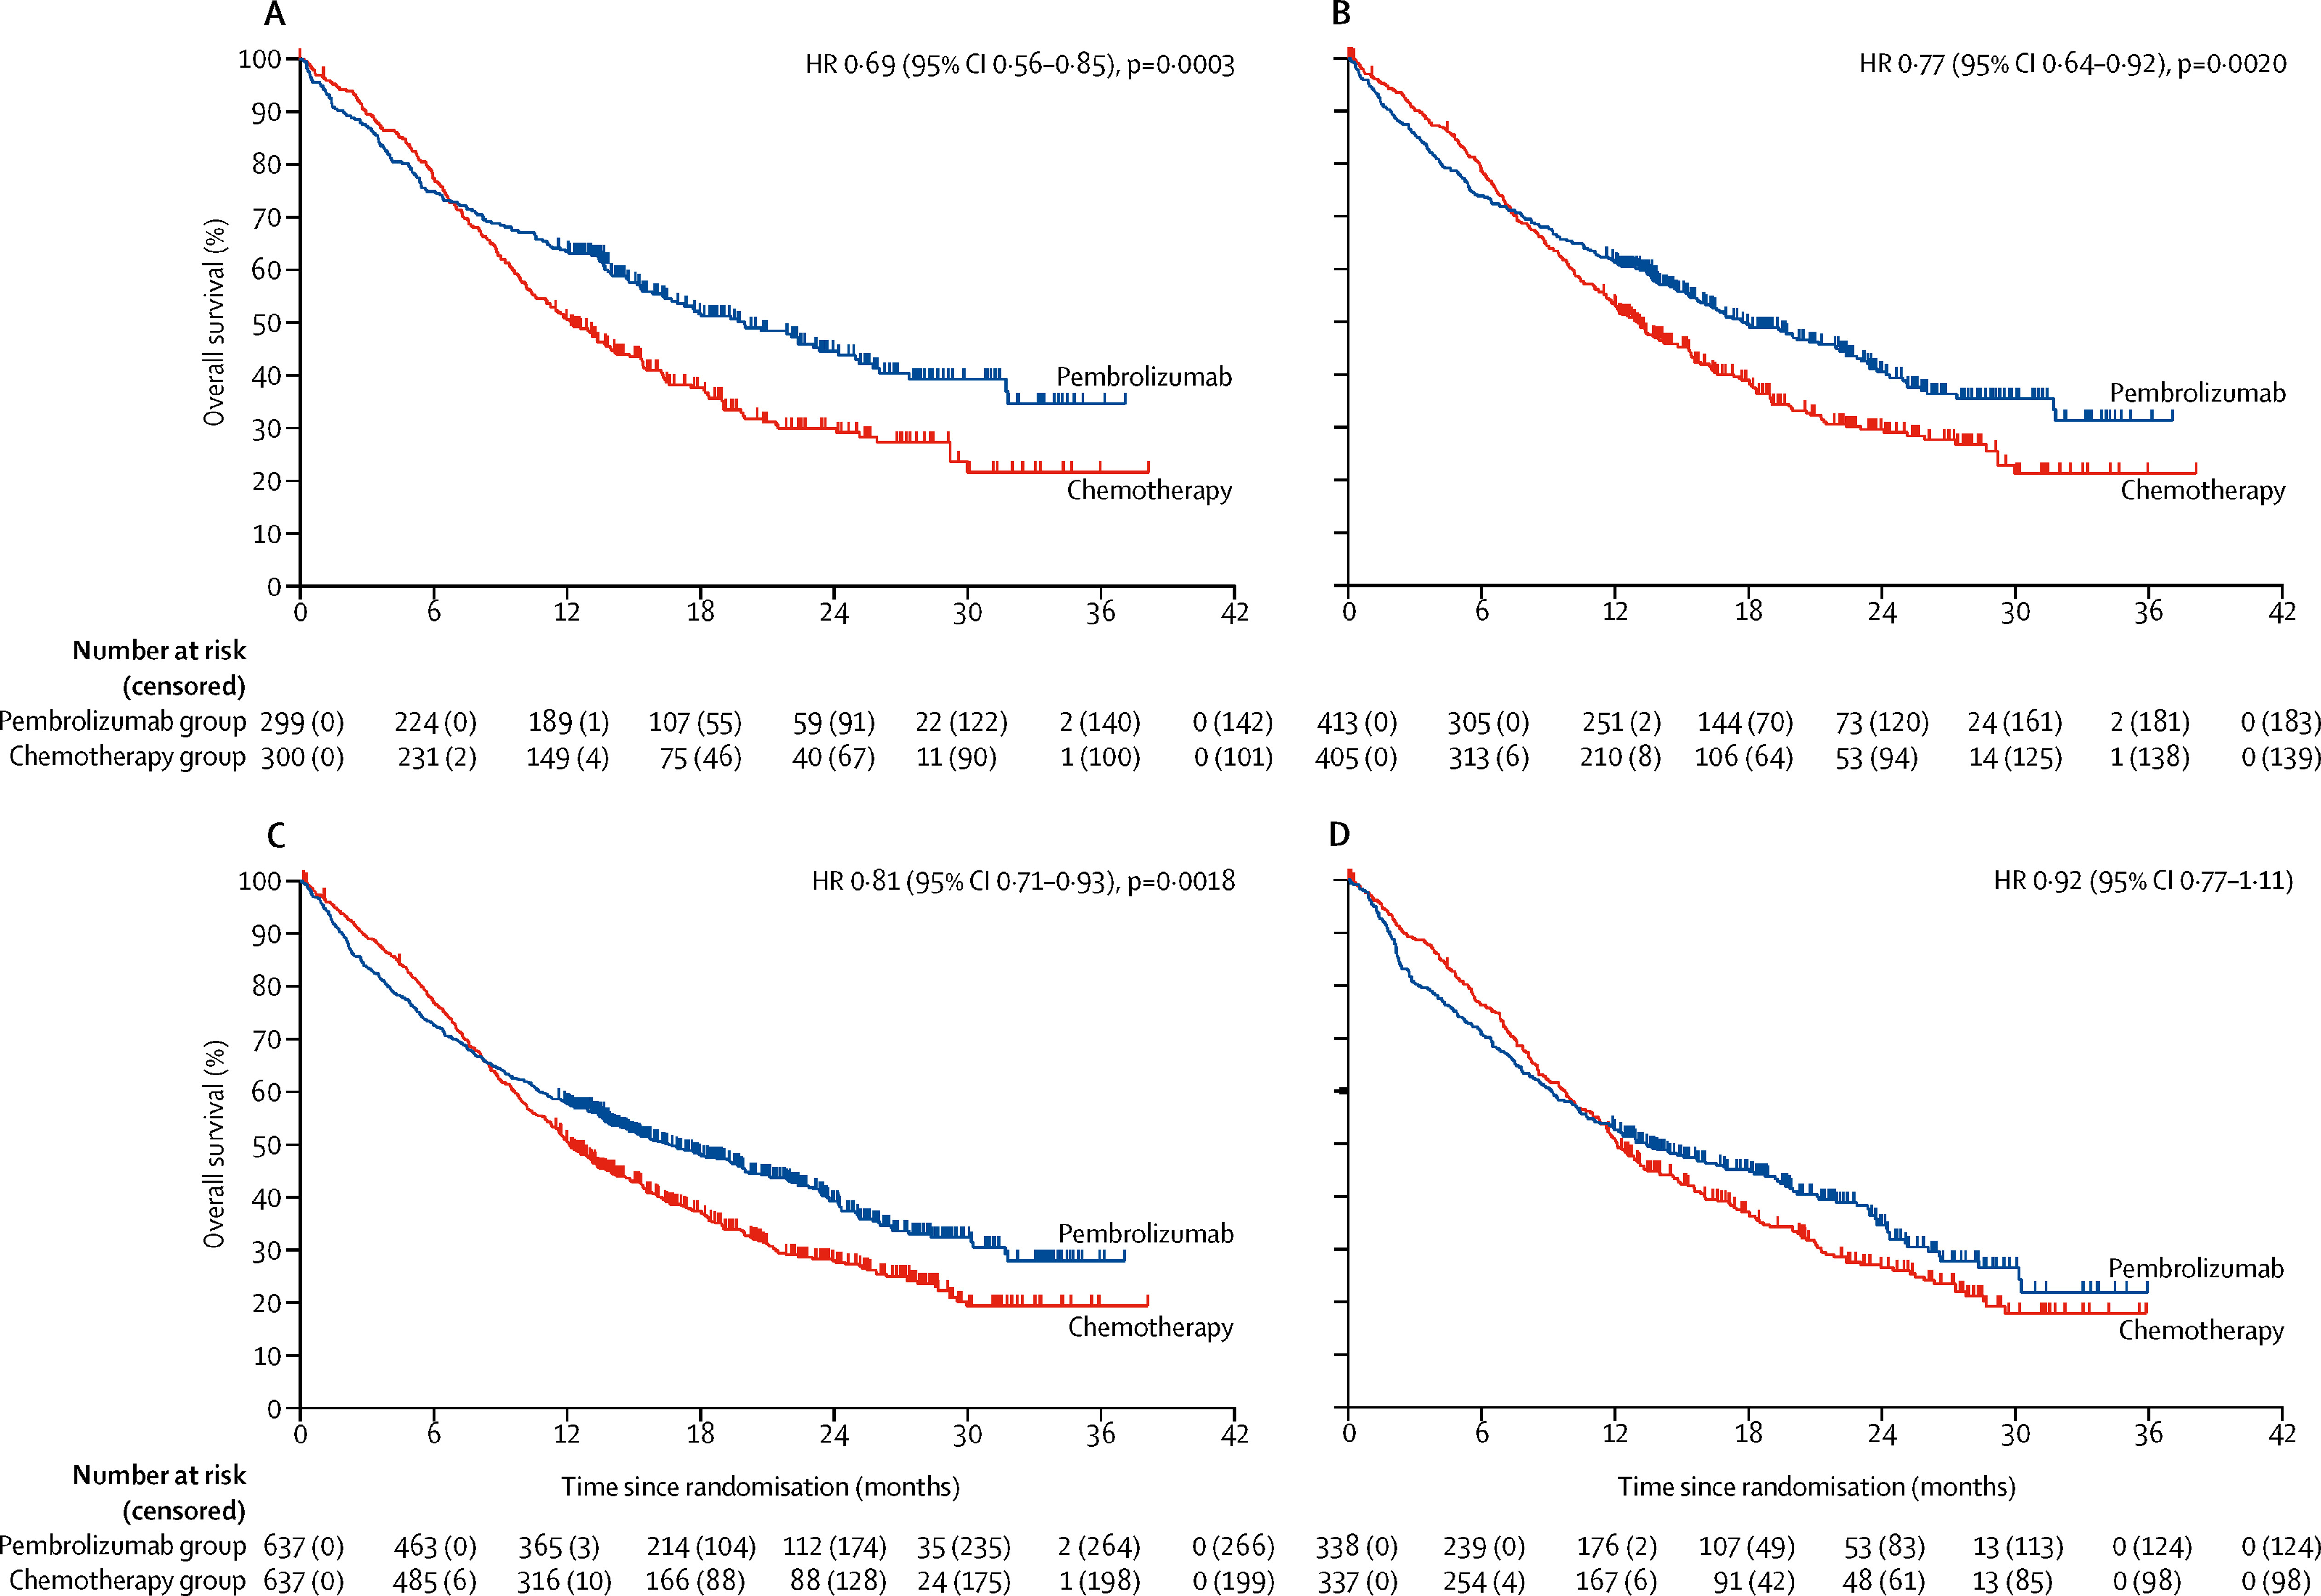 A
HR 0·69 (95% CI 0·56–0·85), p=0·0003
100
90
80
70
60
50
40
30
20
10
0
Overall survival (%)
Pembrolizumab
Chemotherapy
0 6 12 18 24 30 36 42
B
HR 0·77 (95% CI 0·64–0·92), p=0·0020
Pembrolizumab
Chemotherapy
0 6 12 18 24 30 36 42
Number at risk
(censored)
Pembrolizumab group 299 (0) 224 (0) 189 (1) 107 (55) 59 (91) 22 (122) 2 (140) 0 (142) 413 (0) 305 (0) 251 (2) 144 (70) 73 (120) 24 (161) 2 (181) 0 (183)
Chemotherapy group 300 (0) 231 (2) 149 (4) 75 (46) 40 (67) 11 (90) 1 (100) 0 (101) 405 (0) 313 (6) 210 (8) 106 (64) 53 (94) 14 (125) 1 (138) 0 (139)
C
HR 0·81 (95% CI 0·71–0·93), p=0·0018
100
90
80
70
60
50
40
30
20
10
0
Overall survival (%)
Pembrolizumab
Chemotherapy
0 6 12 18 24 30 36 42
Time since randomisation (months)
D
HR 0·92 (95% CI 0·77–1·11)
Pembrolizumab
Chemotherapy
0 6 12 18 24 30 36 42
Time since randomisation (months)
Number at risk
(censored)
Pembrolizumab group 637 (0) 463 (0) 365 (3) 214 (104) 112 (174) 35 (235) 2 (264) 0 (266) 338 (0) 239 (0) 176 (2) 107 (49) 53 (83) 13 (113) 0 (124) 0 (124)
Chemotherapy group 637 (0) 485 (6) 316 (10) 166 (88) 88 (128) 24 (175) 1 (198) 0 (199) 337 (0) 254 (4) 167 (6) 91 (42) 48 (61) 13 (85) 0 (98) 0 (98)